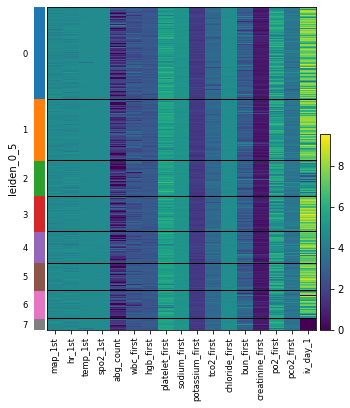 leiden_0_5
0
1
2
3
4
5
6
7
8
6
4
2
0
map_1st
hr_1st
temp_1st
spo2_1st
abg_count
wbc_first
hgb_first
platelet_first
sodium_first
potassium_first
tco2_first
chloride_first
bun_first
creatinine_first
po2_first
pco2_first
iv_day_1